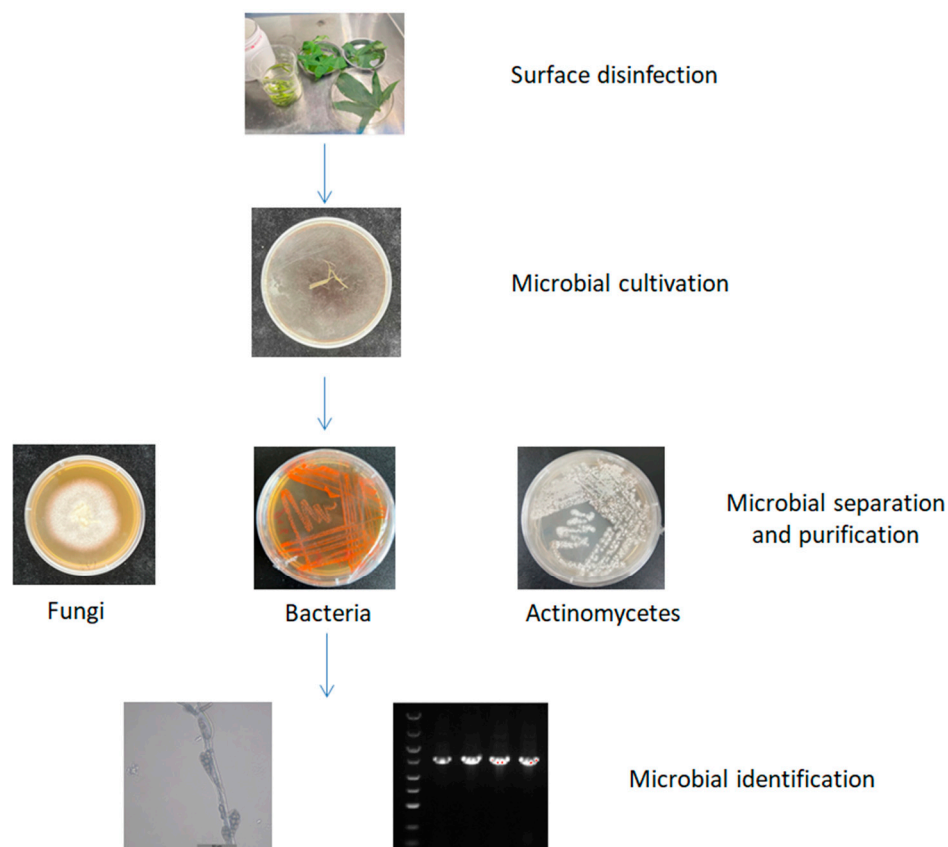 Surface disinfection
Microbial cultivation
Microbial separation
and purification
Fungi
Bacteria
Actinomycetes
Microbial identification